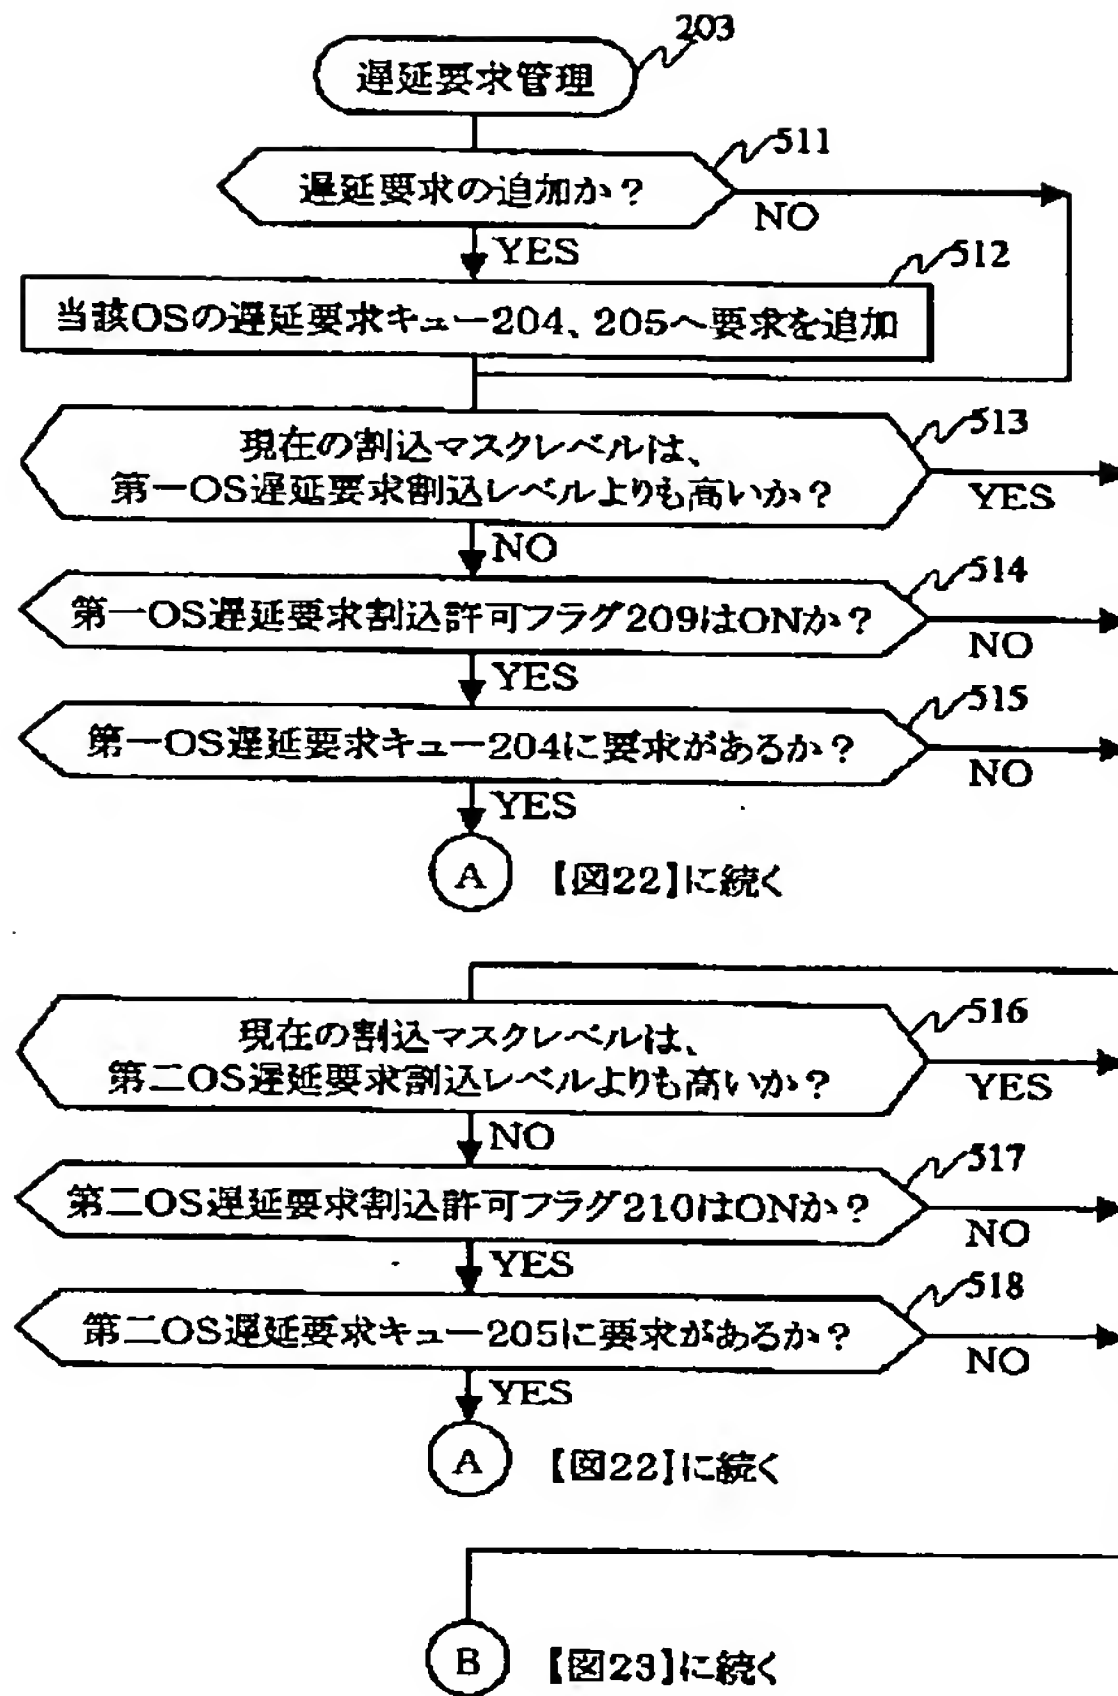 203
遅延要求管理
511
遅延要求の追加か？
NO
YES
512
当該OSの遅延要求キュー204、205へ要求を追加
513
現在の割込マスクレベルは、
第一OS遅延要求割込レベルよりも高いか？
YES
NO
514
第一OS遅延要求割込許可フラグ209はONか？
NO
YES
515
第一OS遅延要求キュー204に要求があるか？
NO
YES
A
【図22】に続く
516
現在の割込マスクレベルは、
第二OS遅延要求割込レベルよりも高いか？
YES
NO
517
第二OS遅延要求割込許可フラグ210はONか？
NO
YES
518
第二OS遅延要求キュー205に要求があるか？
NO
YES
A
【図22】に続く
B
【図23】に続く